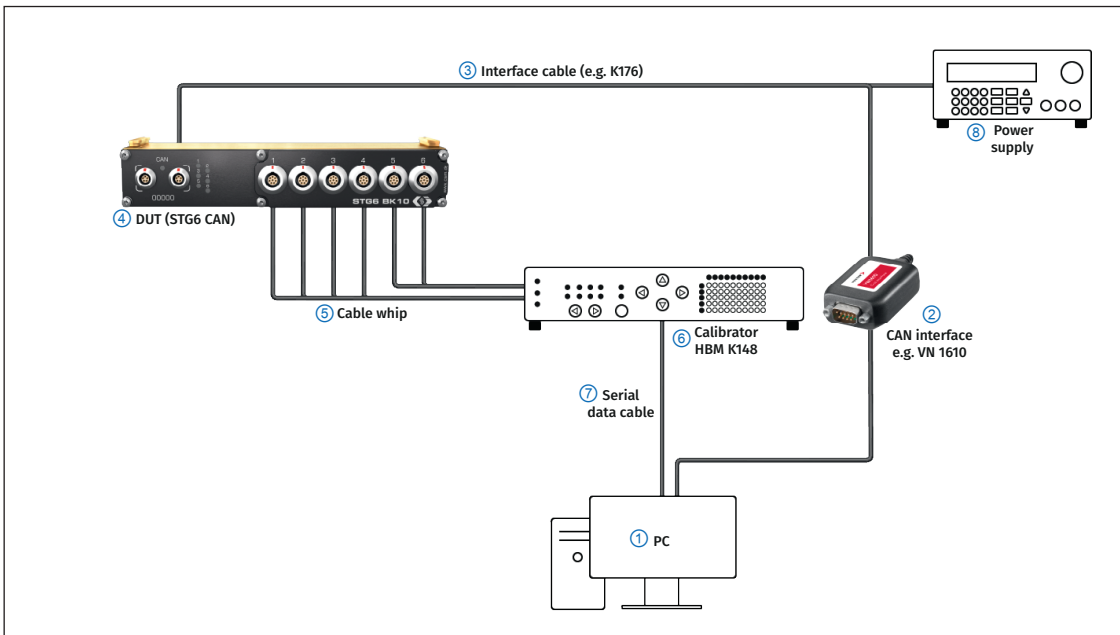 ③ Interface cable (e.g. K176)
⑧ Power
supply
CAN
1 2 3 4 5 6
00000
STG6 BK10
④ DUT (STG6 CAN)
⑤ Cable whip
⑥ Calibrator
HBM K148
②
CAN interface
e.g. VN 1610
⑦ Serial
data cable
① PC